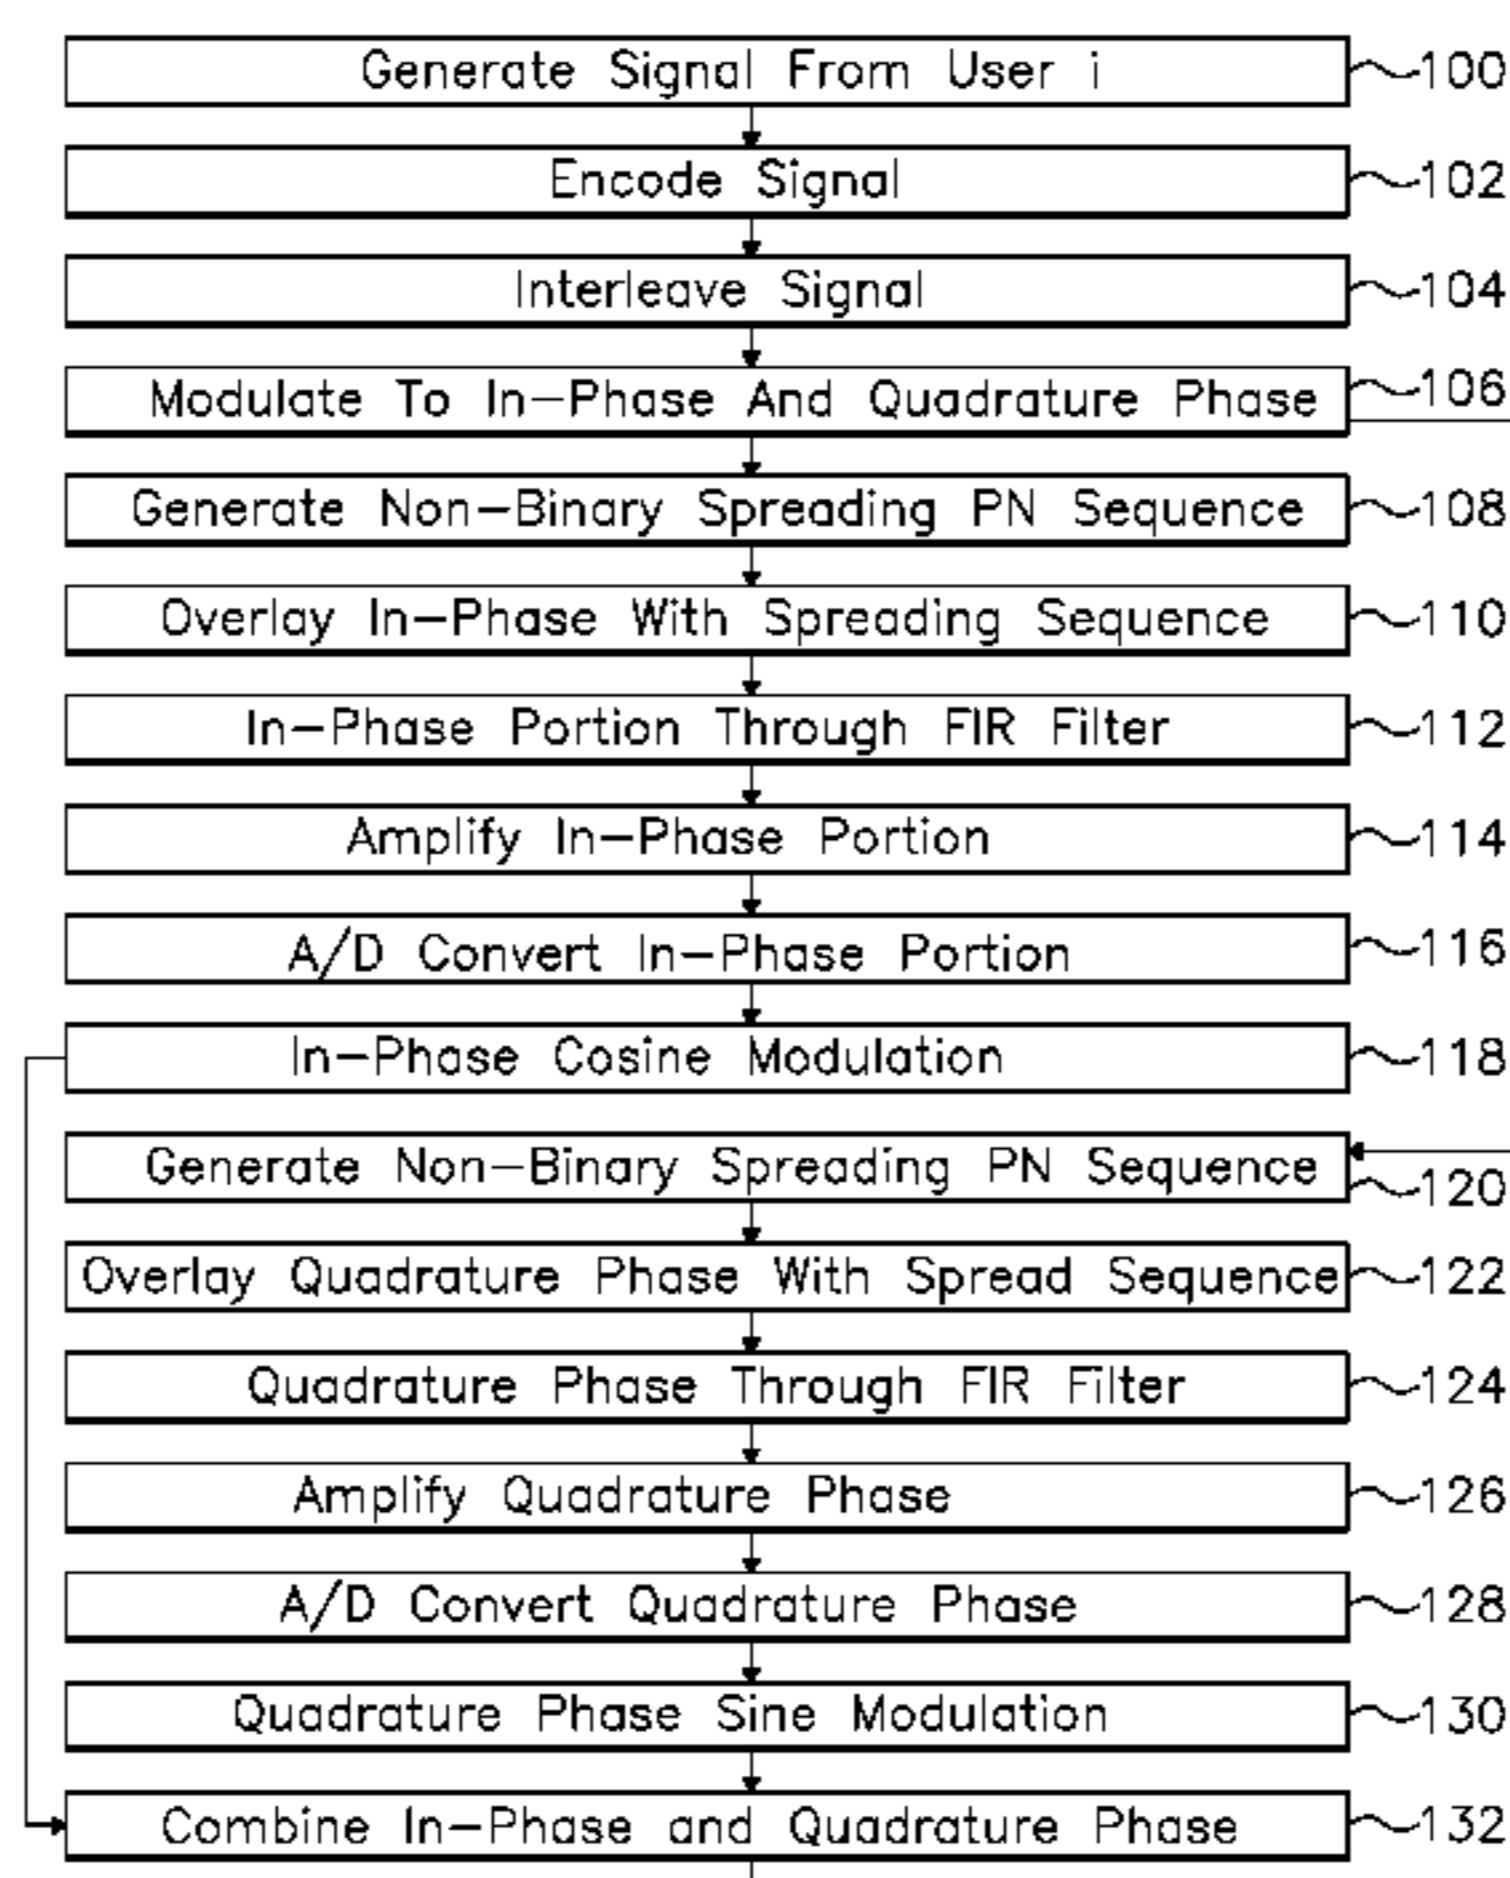 Generate Signal From User i 100
Encode Signal 102
Interleave Signal 104
Modulate To In-Phase And Quadrature Phase 106
Generate Non-Binary Spreading PN Sequence 108
Overlay In-Phase With Spreading Sequence 110
In-Phase Portion Through FIR Filter 112
Amplify In-Phase Portion 114
A/D Convert In-Phase Portion 116
In-Phase Cosine Modulation 118
Generate Non-Binary Spreading PN Sequence 120
Overlay Quadrature Phase With Spread Sequence 122
Quadrature Phase Through FIR Filter 124
Amplify Quadrature Phase 126
A/D Convert Quadrature Phase 128
Quadrature Phase Sine Modulation 130
Combine In-Phase and Quadrature Phase 132